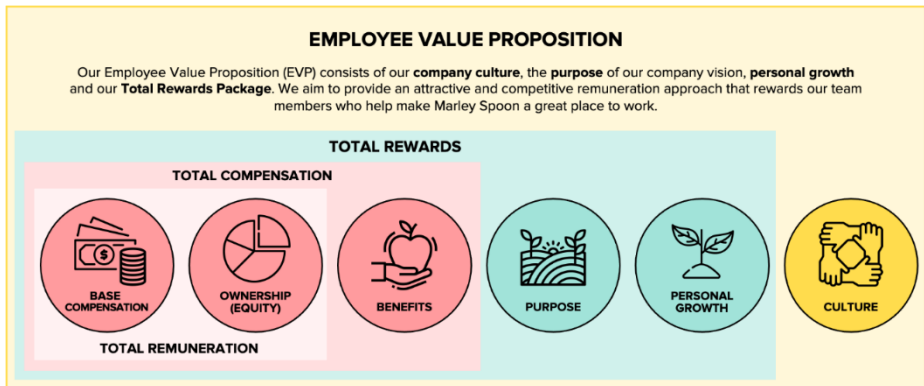 EMPLOYEE VALUE PROPOSITION
Our Employee Value Proposition (EVP) consists of our company culture, the purpose of our company vision, personal growth
and our Total Rewards Package. We aim to provide an attractive and competitive remuneration approach that rewards our team
members who help make Marley Spoon a great place to work.
TOTAL REWARDS
TOTAL COMPENSATION
$
BASE
COMPENSATION
OWNERSHIP
(EQUITY)
BENEFITS
PURPOSE
PERSONAL
GROWTH
CULTURE
TOTAL REMUNERATION